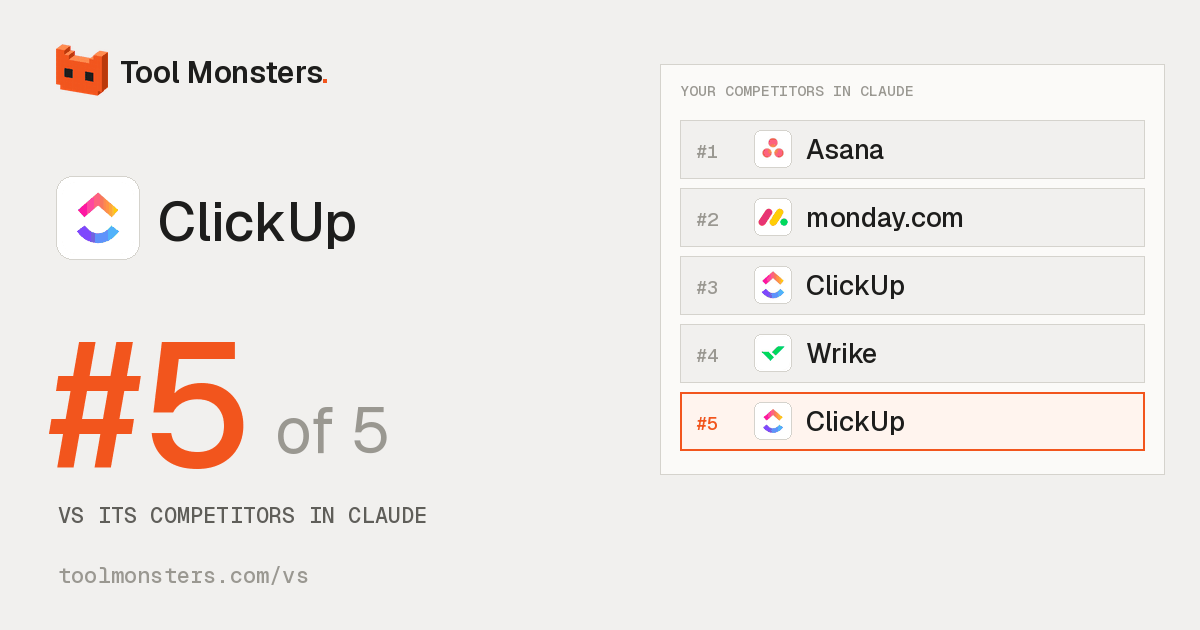 Tool Monsters.
ClickUp
#5 of 5
VS ITS COMPETITORS IN CLAUDE
toolmonsters.com/vs
YOUR COMPETITORS IN CLAUDE
#1 Asana
#2 monday.com
#3 ClickUp
#4 Wrike
#5 ClickUp